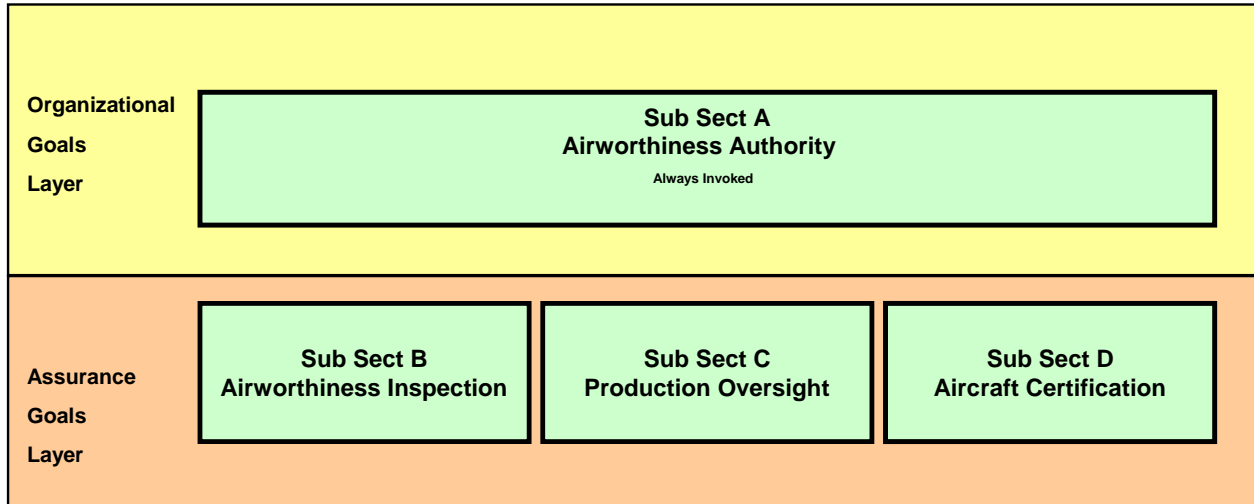 Organizational
Goals
Layer
Sub Sect A
Airworthiness Authority
Always Invoked
Assurance
Goals
Layer
Sub Sect B
Airworthiness Inspection
Sub Sect C
Production Oversight
Sub Sect D
Aircraft Certification